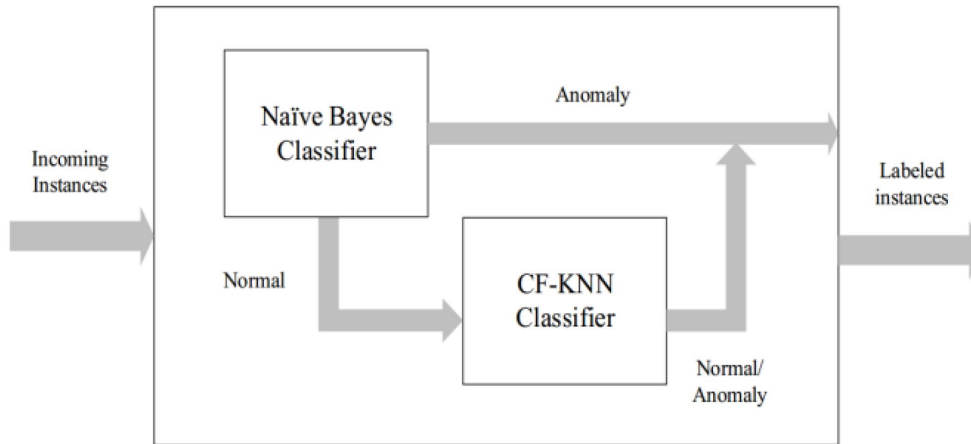 Naïve Bayes
Classifier
Anomaly
Incoming
Instances
Labeled
instances
Normal
CF-KNN
Classifier
Normal/
Anomaly